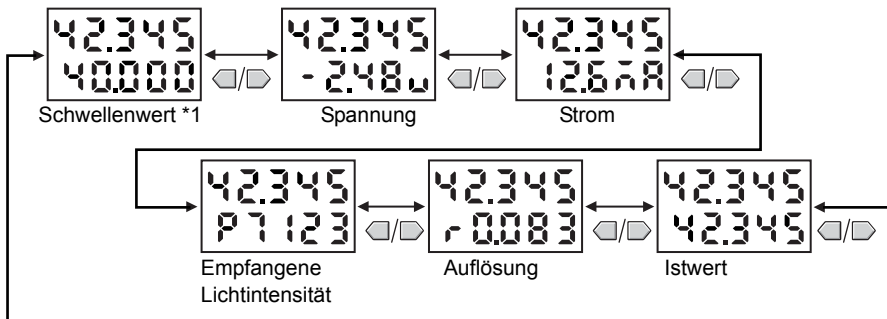 42.345
40.000
Schwellenwert *1
42.345
-2.48u
Spannung
42.345
12.6mA
Strom
42.345
P7123
Empfangene
Lichtintensität
42.345
r0.083
Auflösung
42.345
42.345
Istwert